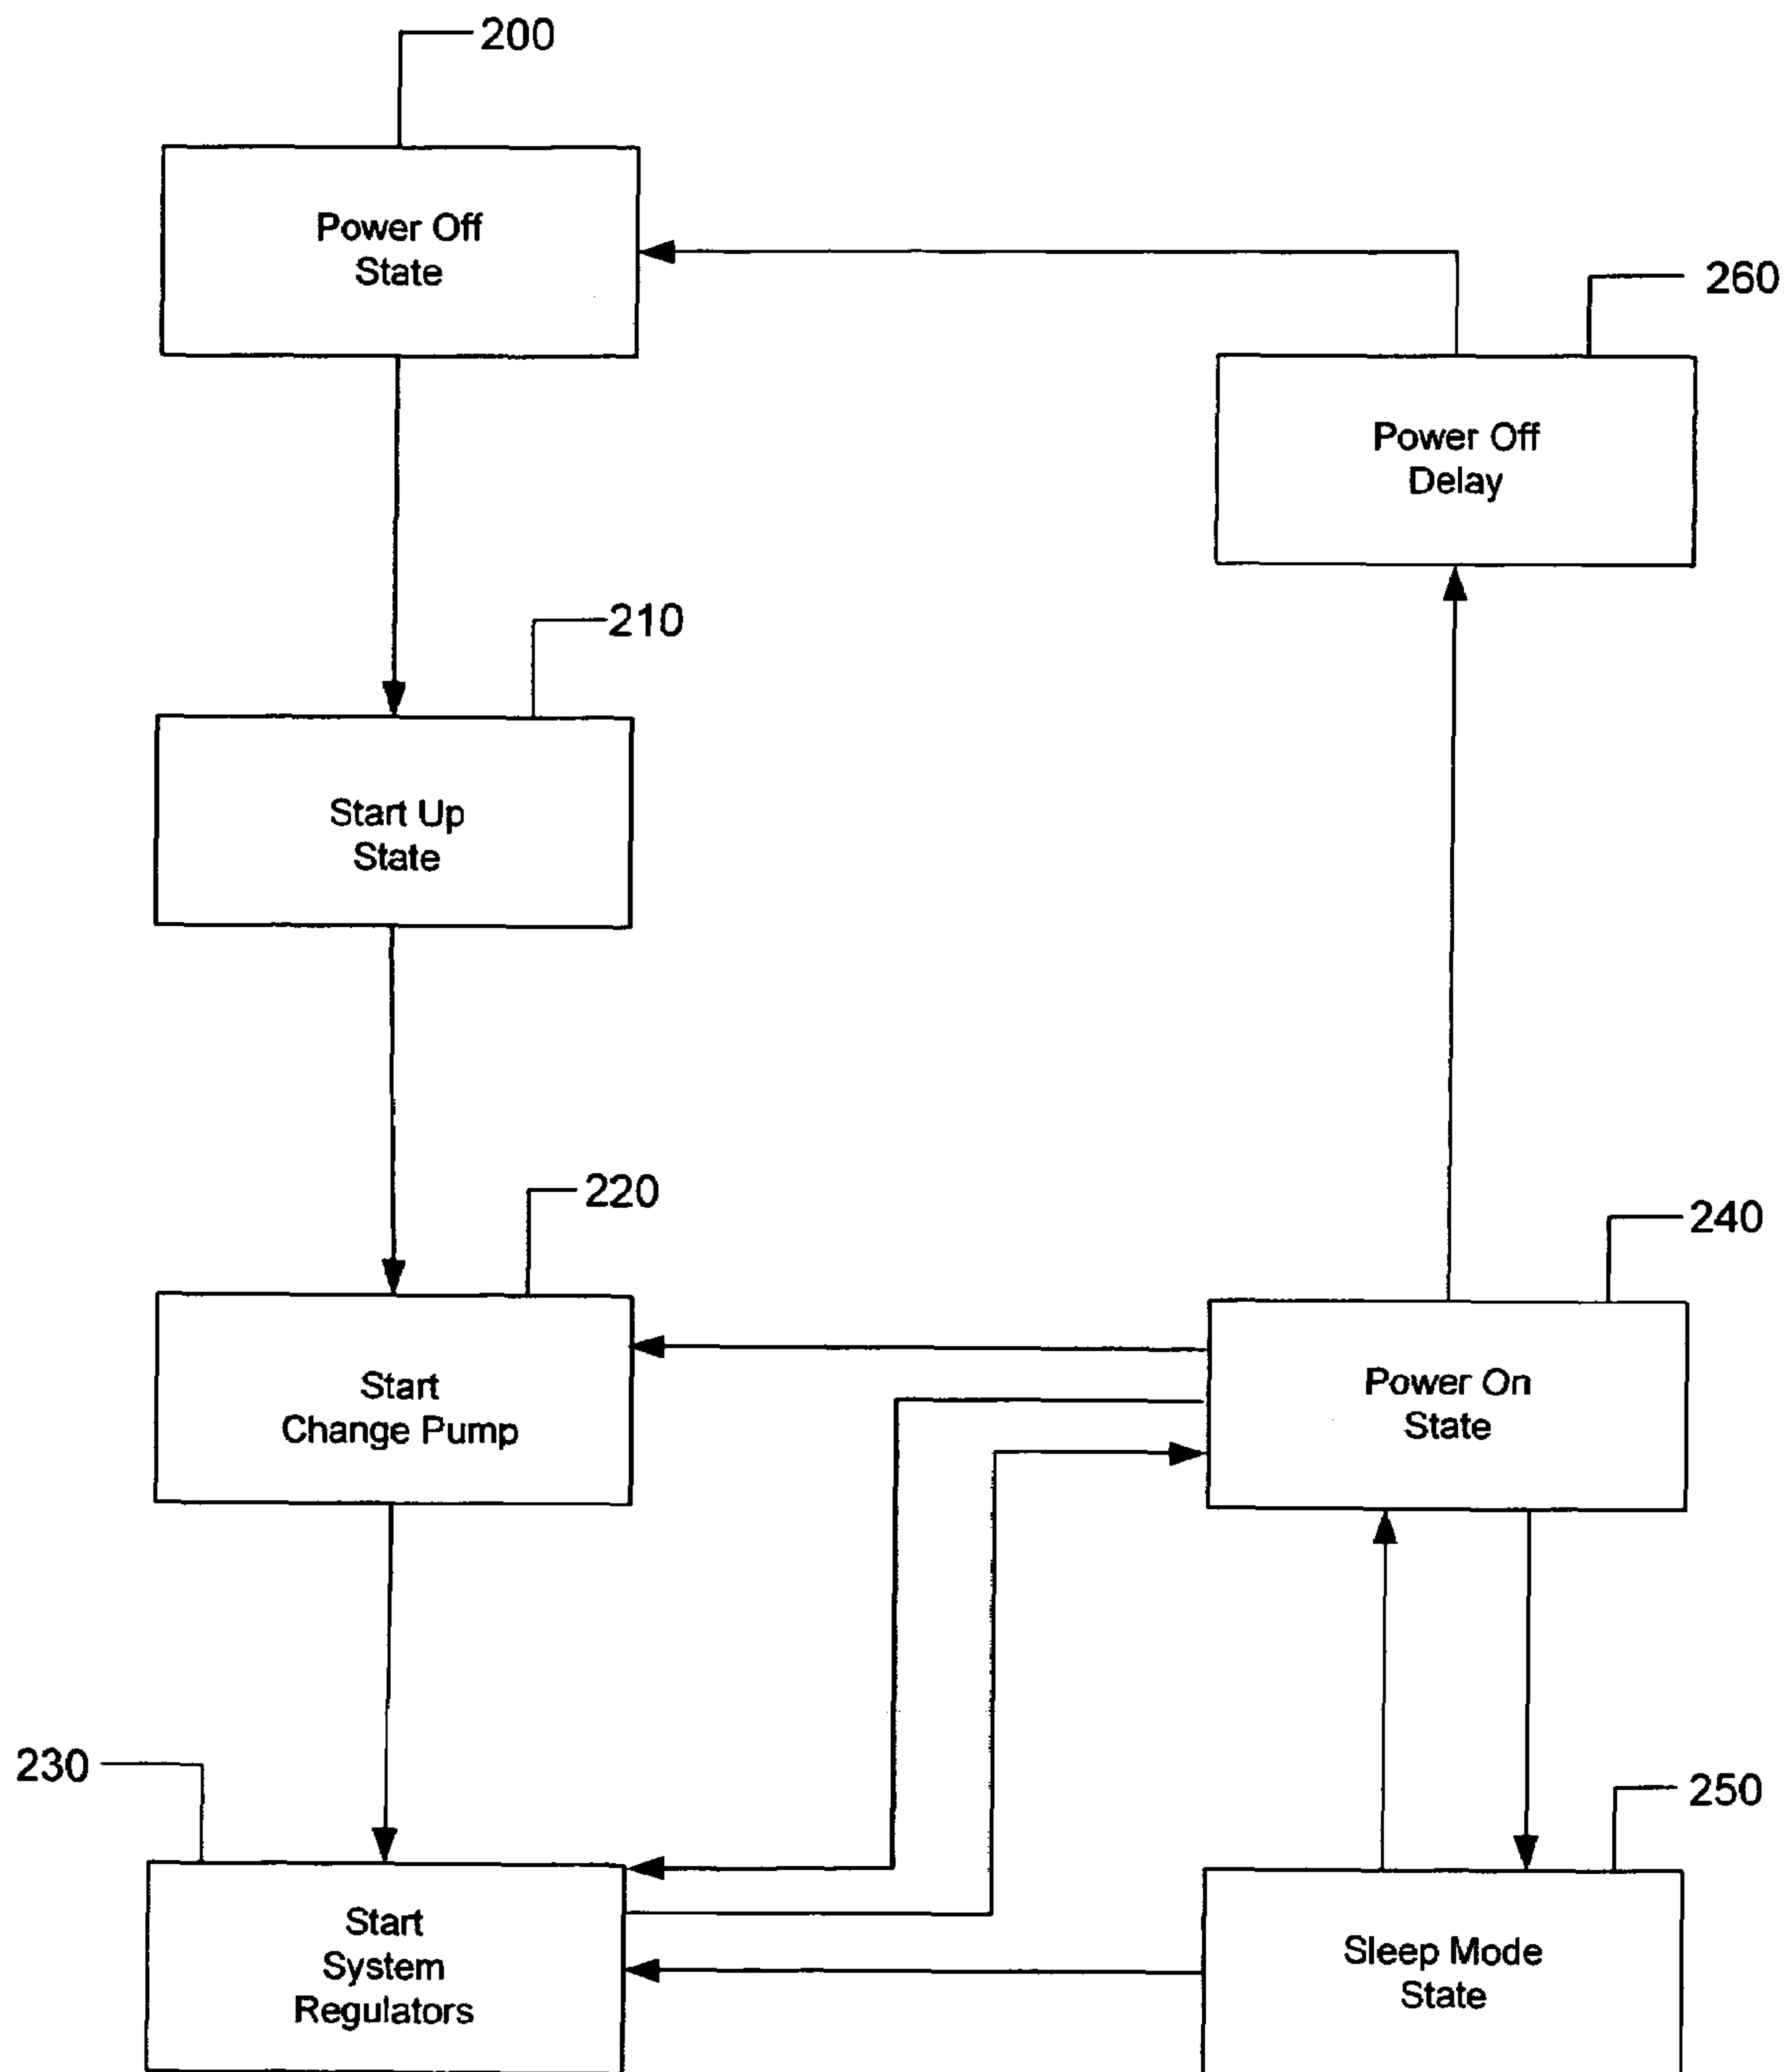 200
Power Off
State
260
Power Off
Delay
210
Start Up
State
220
Start
Change Pump
240
Power On
State
230
Start
System
Regulators
250
Sleep Mode
State